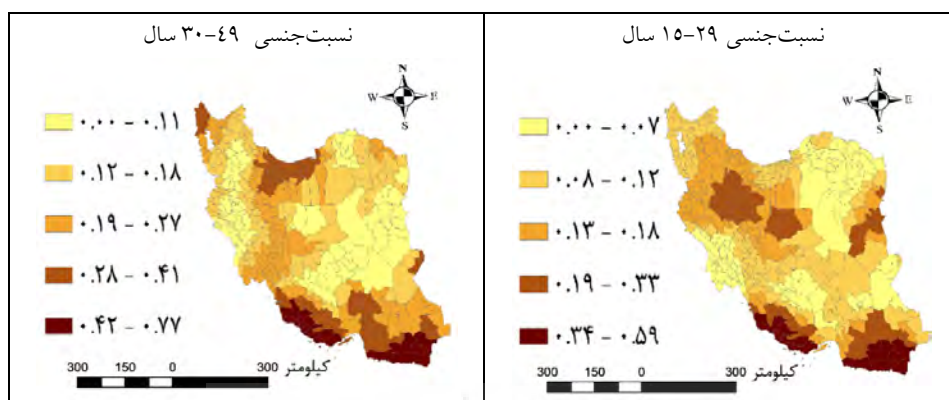 نسبت‌جنسی ۲۹-۱۵ سال
N
W E
S
۰.۰۰ - ۰.۰۷
۰.۰۸ - ۰.۱۲
۰.۱۳ - ۰.۱۸
۰.۱۹ - ۰.۳۳
۰.۳۴ - ۰.۵۹
کیلومتر
300 150 0 300
نسبت‌جنسی ۴۹-۳۰ سال
N
W E
S
۰.۰۰ - ۰.۱۱
۰.۱۲ - ۰.۱۸
۰.۱۹ - ۰.۲۷
۰.۲۸ - ۰.۴۱
۰.۴۲ - ۰.۷۷
کیلومتر
300 150 0 300